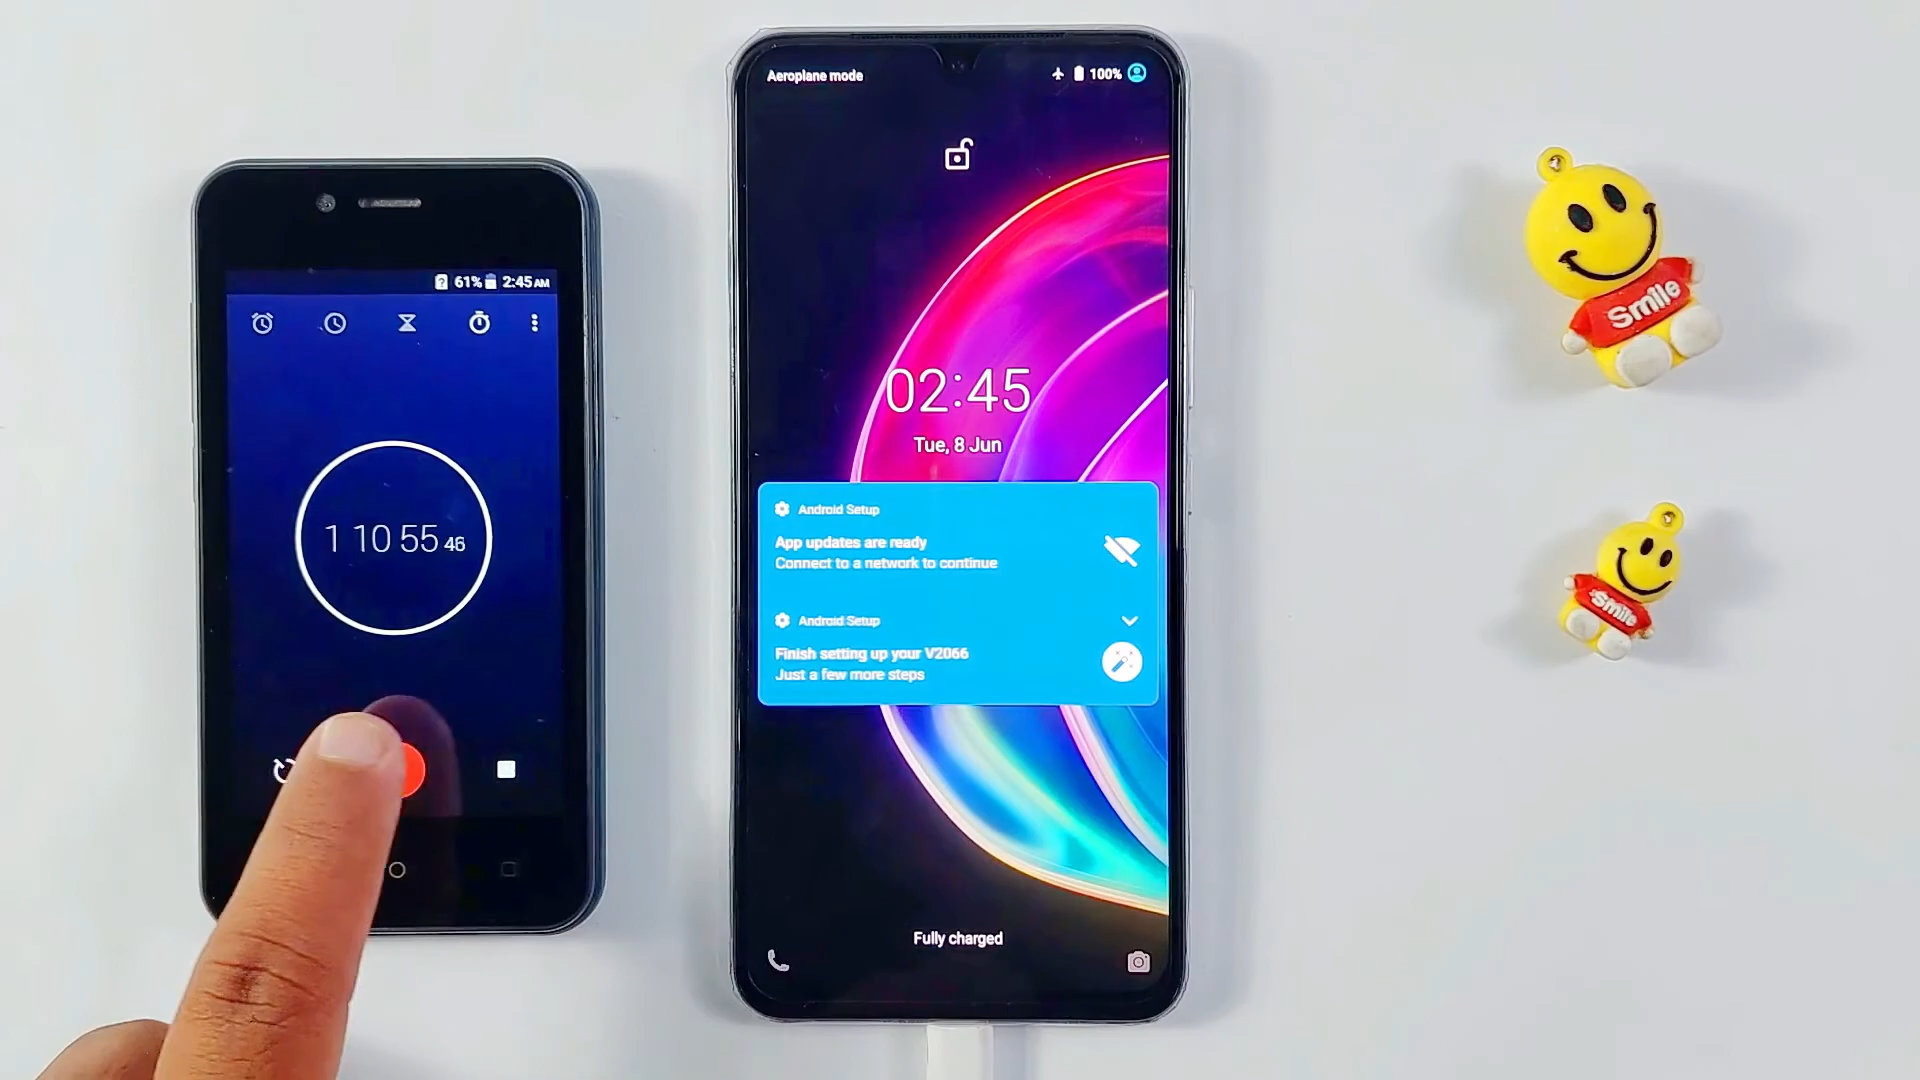 61% 2:45 AM
1 10 55 46
Aeroplane mode
100%
02:45
Tue, 8 Jun
Android Setup
App updates are ready
Connect to a network to continue
Android Setup
Finish setting up your V2066
Just a few more steps
Fully charged
Smile
Smile